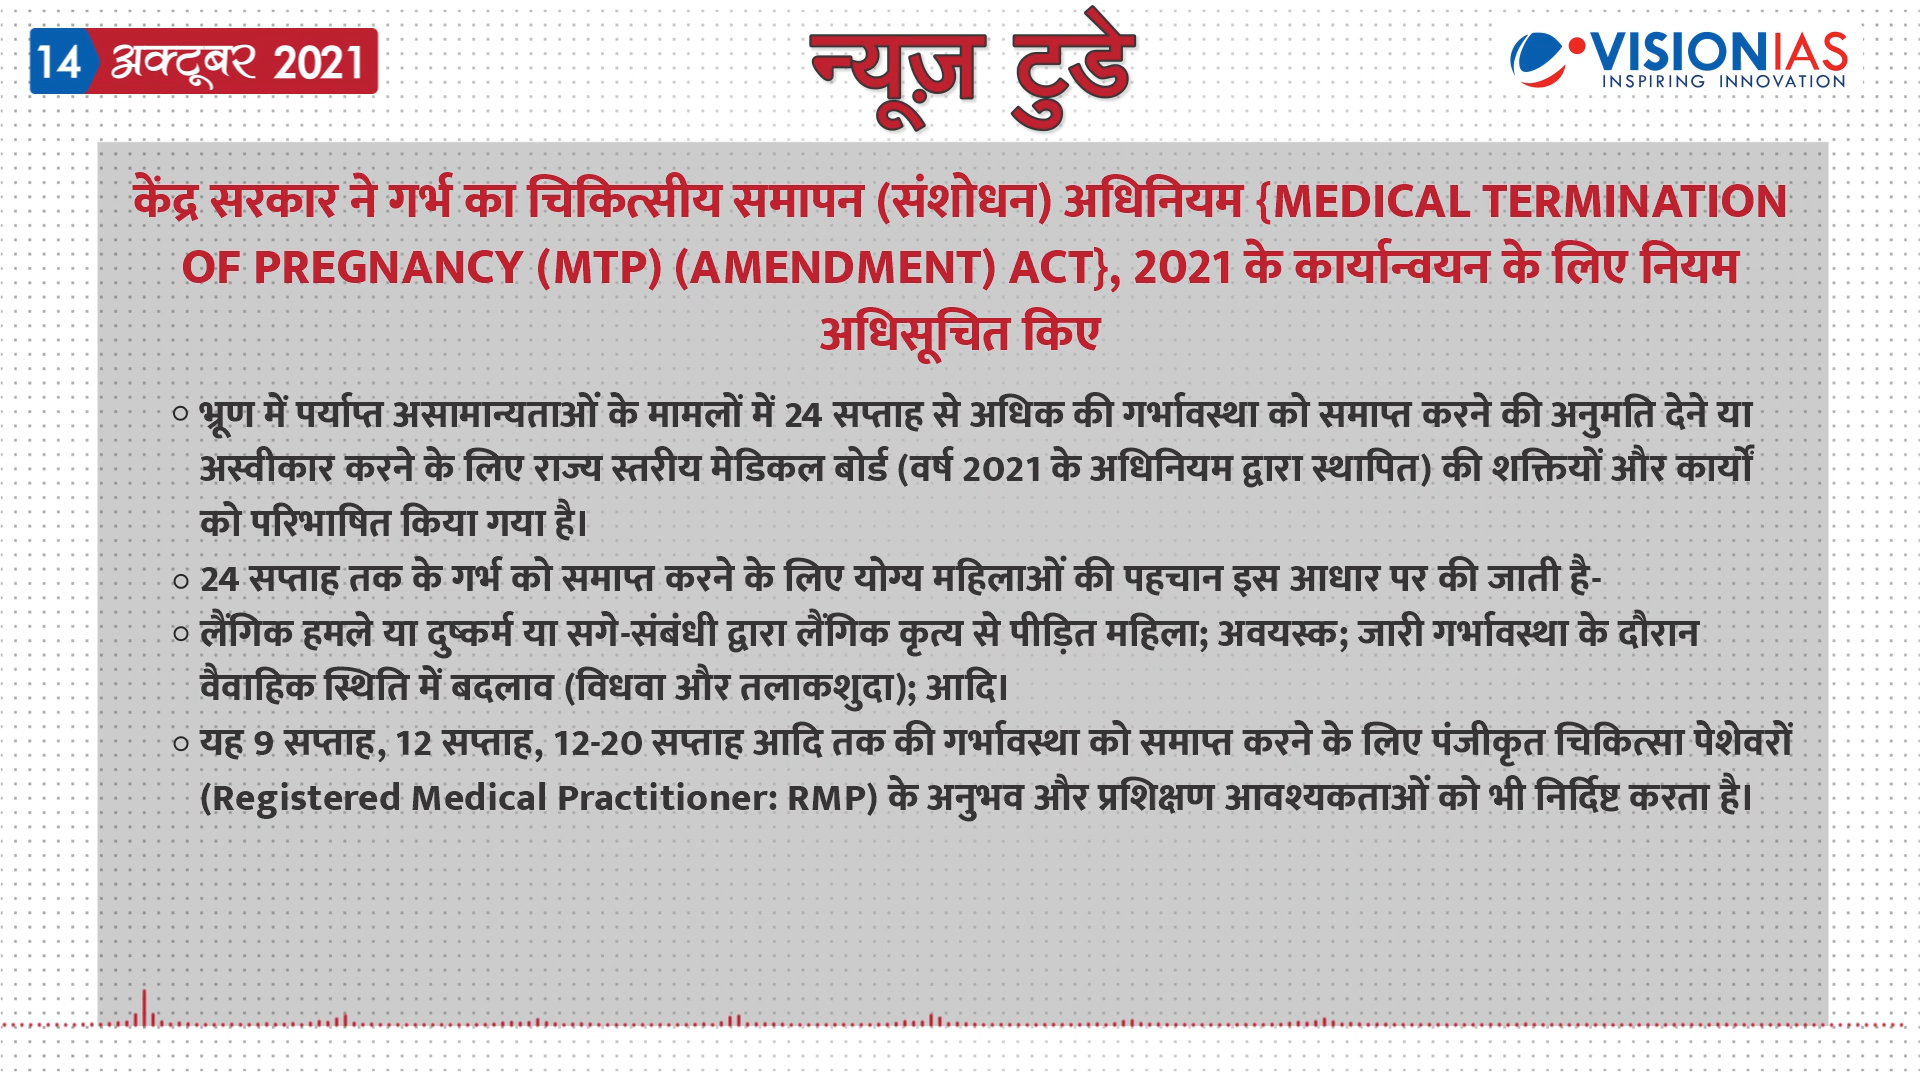 14 अक्टूबर 2021
न्यूज़ टुडे
VISIONIAS
INSPIRING INNOVATION
केंद्र सरकार ने गर्भ का चिकित्सीय समापन (संशोधन) अधिनियम {MEDICAL TERMINATION
OF PREGNANCY (MTP) (AMENDMENT) ACT}, 2021 के कार्यान्वयन के लिए नियम
अधिसूचित किए
○ भ्रूण में पर्याप्त असामान्यताओं के मामलों में 24 सप्ताह से अधिक की गर्भावस्था को समाप्त करने की अनुमति देने या
अस्वीकार करने के लिए राज्य स्तरीय मेडिकल बोर्ड (वर्ष 2021 के अधिनियम द्वारा स्थापित) की शक्तियों और कार्यों
को परिभाषित किया गया है।
○ 24 सप्ताह तक के गर्भ को समाप्त करने के लिए योग्य महिलाओं की पहचान इस आधार पर की जाती है-
○ लैंगिक हमले या दुष्कर्म या सगे-संबंधी द्वारा लैंगिक कृत्य से पीड़ित महिला; अवयस्क; जारी गर्भावस्था के दौरान
वैवाहिक स्थिति में बदलाव (विधवा और तलाकशुदा); आदि।
○ यह 9 सप्ताह, 12 सप्ताह, 12-20 सप्ताह आदि तक की गर्भावस्था को समाप्त करने के लिए पंजीकृत चिकित्सा पेशेवरों
(Registered Medical Practitioner: RMP) के अनुभव और प्रशिक्षण आवश्यकताओं को भी निर्दिष्ट करता है।